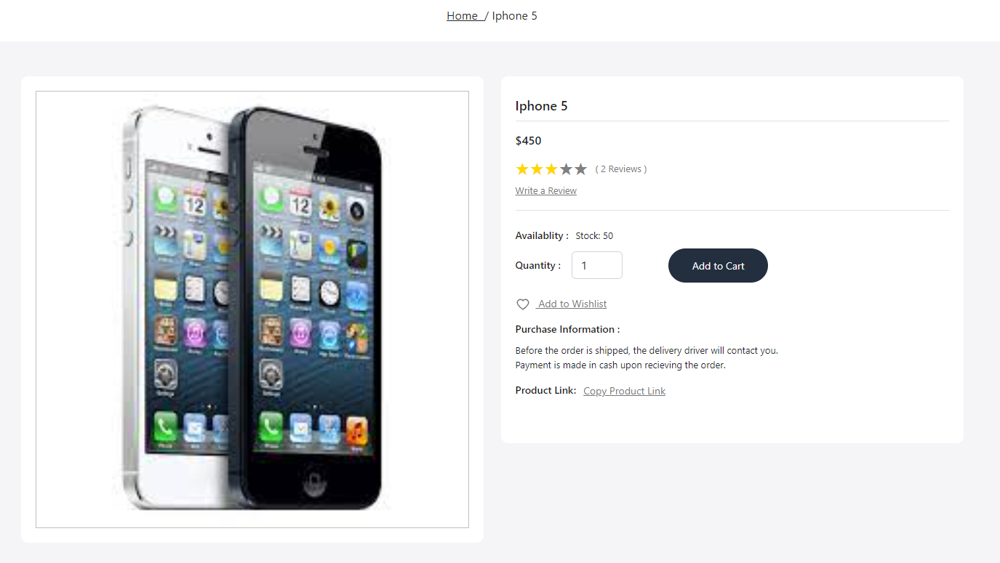 Home / Iphone 5
Iphone 5
$450
( 2 Reviews )
Write a Review
Availablity : Stock: 50
Quantity : 1
Add to Cart
Add to Wishlist
Purchase Information :
Before the order is shipped, the delivery driver will contact you.
Payment is made in cash upon recieving the order.
Product Link: Copy Product Link
12
12
Settings
Settings